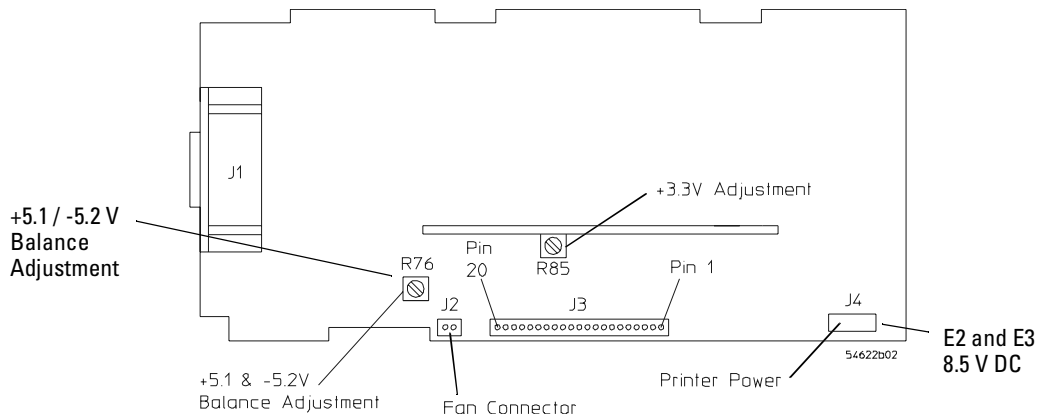 J1
+3.3V Adjustment
+5.1 / -5.2 V
Balance
Adjustment
R76
Pin
20
R85
Pin 1
J2
J3
J4
E2 and E3
8.5 V DC
54622b02
+5.1 & -5.2V
Balance Adjustment
Fan Connector
Printer Power